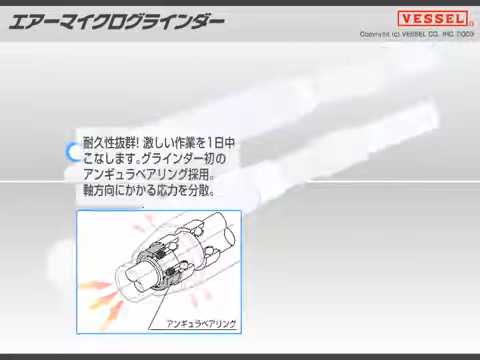 エアーマイクログラインダー
VESSEL®
Copyright (c) VESSEL CO., INC. 2003
耐久性抜群! 激しい作業を1日中
こなします。グラインダー初の
アンギュラベアリング採用。
軸方向にかかる応力を分散。
アンギュラベアリング